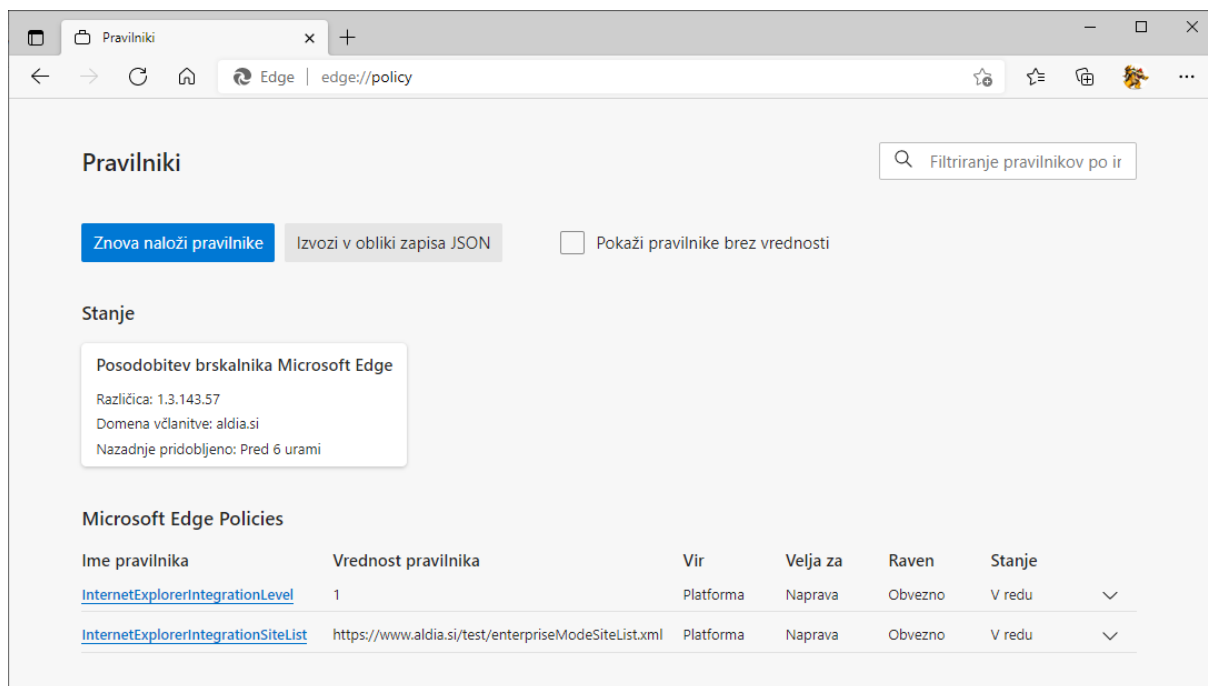 Pravilniki
Edge | edge://policy
Pravilniki
Filtriranje pravilnikov po ir
Znova naloži pravilnike
Izvozi v obliki zapisa JSON
Pokaži pravilnike brez vrednosti
Stanje
Posodobitev brskalnika Microsoft Edge
Različica: 1.3.143.57
Domena včlanitve: aldia.si
Nazadnje pridobljeno: Pred 6 urami
Microsoft Edge Policies
Ime pravilnika Vrednost pravilnika Vir Velja za Raven Stanje
InternetExplorerIntegrationLevel 1 Platforma Naprava Obvezno V redu
InternetExplorerIntegrationSiteList https://www.aldia.si/test/enterpriseModeSiteList.xml Platforma Naprava Obvezno V redu